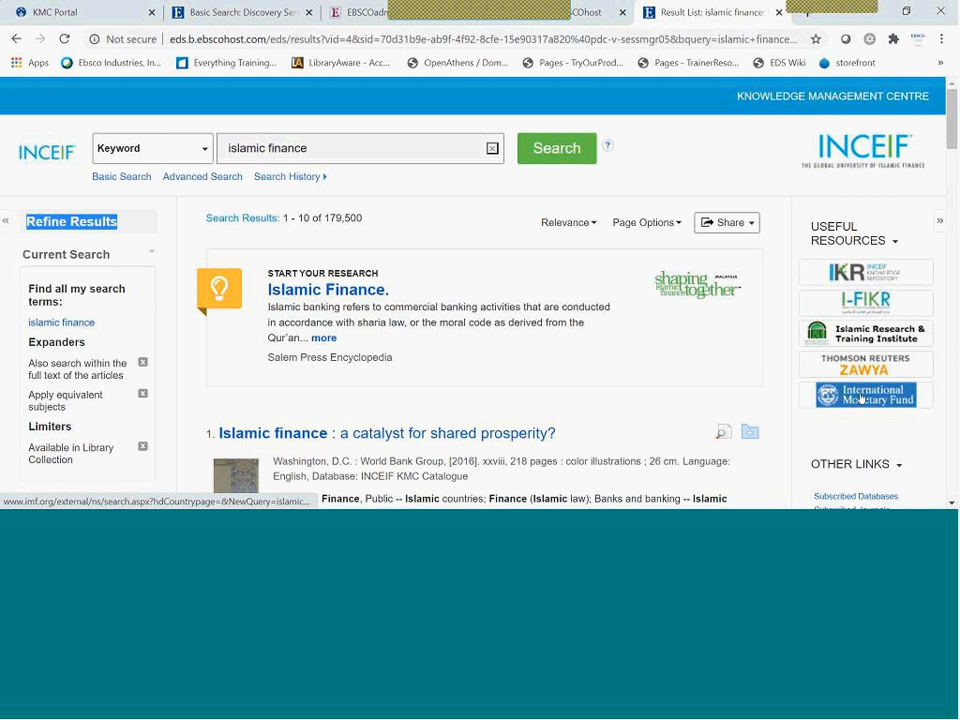 KMC Portal
Basic Search: Discovery Ser
EBSCOadm
COhost
Result List: islamic finance:
Not secure
eds.b.ebscohost.com/eds/results?vid=4&sid=70d31b9e-ab9f-4f92-8cfe-15e90317a820%40pdc-v-sessmgr05&bquery=islamic+finance...
Apps
Ebsco Industries, In...
Everything Training...
LibraryAware - Acc...
OpenAthens / Dom...
Pages - TryOurProd...
Pages - TrainerReso...
EDS Wiki
storefront
KNOWLEDGE MANAGEMENT CENTRE
INCEIF
Keyword
islamic finance
Search
INCEIF
THE GLOBAL UNIVERSITY OF ISLAMIC FINANCE
Basic Search
Advanced Search
Search History
Refine Results
Current Search
Find all my search
terms:
islamic finance
Expanders
Also search within the
full text of the articles
Apply equivalent
subjects
Limiters
Available in Library
Collection
Search Results: 1 - 10 of 179,500
Relevance
Page Options
Share
START YOUR RESEARCH
Islamic Finance.
Islamic banking refers to commercial banking activities that are conducted
in accordance with sharia law, or the moral code as derived from the
Qur'an... more
Salem Press Encyclopedia
shaping
together
MALAYSIA
1. Islamic finance : a catalyst for shared prosperity?
Washington, D.C. : World Bank Group, [2016]. xxviii, 218 pages : color illustrations ; 26 cm. Language:
English, Database: INCEIF KMC Catalogue
Finance, Public -- Islamic countries; Finance (Islamic law); Banks and banking -- Islamic
USEFUL
RESOURCES
IKR INCEIF KNOWLEDGE REPOSITORY
I-FIKR
Islamic Research &
Training Institute
THOMSON REUTERS
ZAWYA
International
Monetary Fund
OTHER LINKS
Subscribed Databases
Subscribed Journals
www.imf.org/external/ns/search.aspx?hdCountrypage=&NewQuery=islamic...